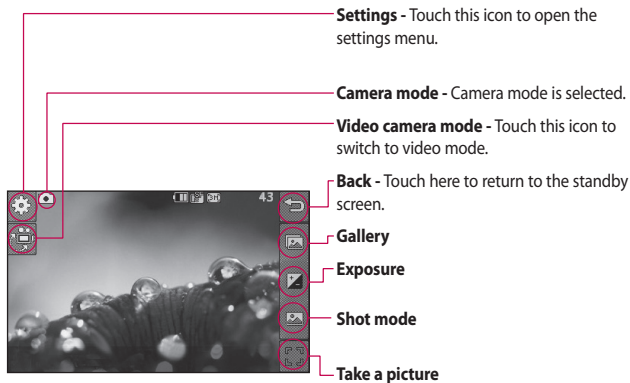 Settings - Touch this icon to open the
settings menu.
Camera mode - Camera mode is selected.
Video camera mode - Touch this icon to
switch to video mode.
Back - Touch here to return to the standby
screen.
43
Gallery
Exposure
Shot mode
Take a picture